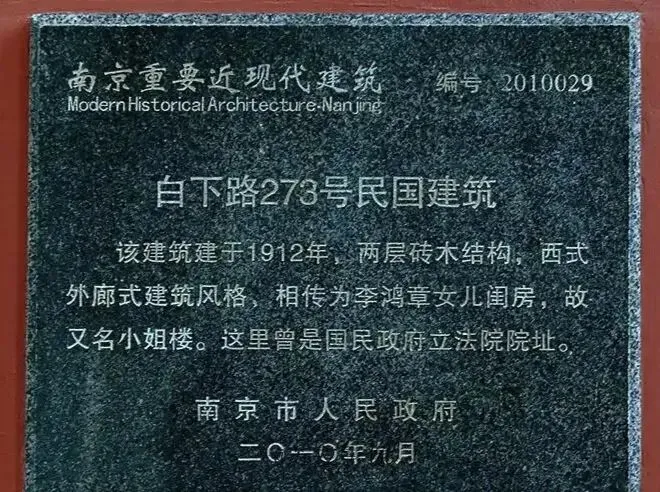 南京重要近现代建筑 编号 2010029
Modern Historical Architecture·Nanjing
白下路273号民国建筑
该建筑建于1912年，两层砖木结构，西式
外廊式建筑风格，相传为李鸿章女儿闺房，故
又名小姐楼。这里曾是国民政府立法院院址。
南京市人民政府
二〇一〇年九月